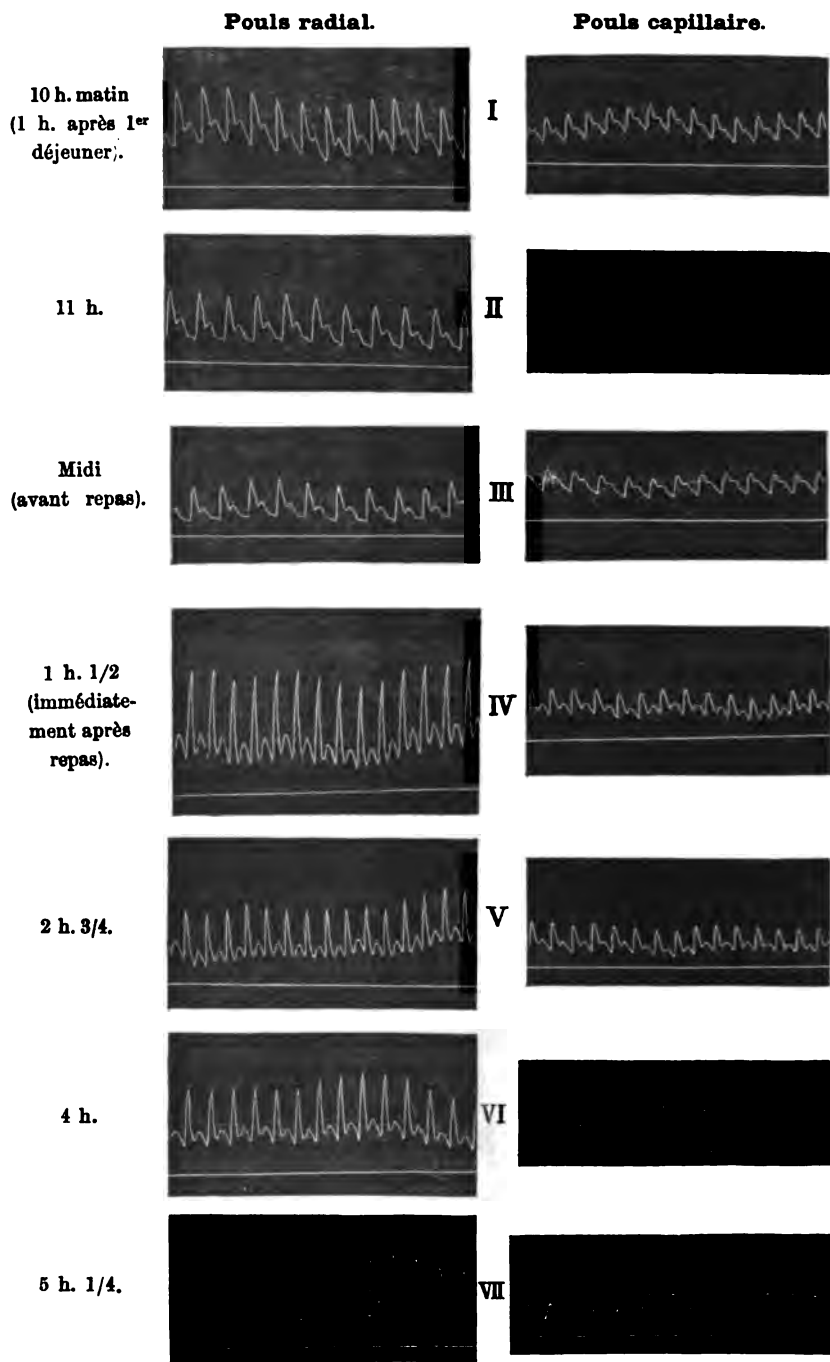 Pouls radial.
Pouls capillaire.
10 h. matin
(1 h. après 1er
déjeuner).
I
11 h.
II
Midi
(avant repas).
III
1 h. 1/2
(immédiate-
ment après
repas).
IV
2 h. 3/4.
V
4 h.
VI
5 h. 1/4.
VII